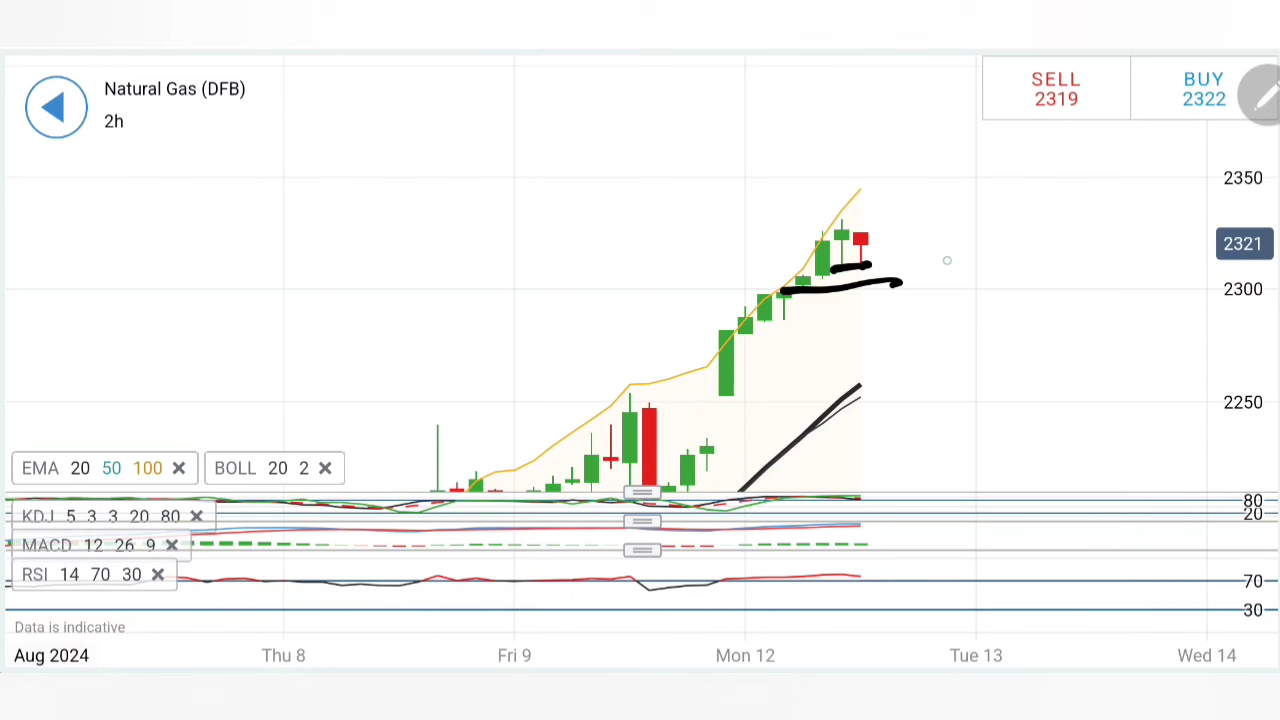 Natural Gas (DFB)
2h
SELL
2319
BUY
2322
2350
2321
2300
2250
EMA 20 50 100
BOLL 20 2
80
20
KDJ 5 3 3 20 80
MACD 12 26 9
RSI 14 70 30
70
30
Data is indicative
Aug 2024 Thu 8 Fri 9 Mon 12 Tue 13 Wed 14